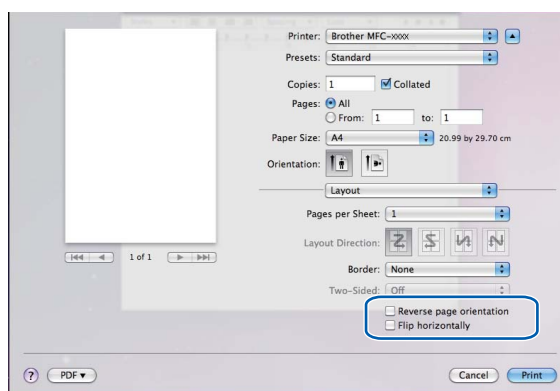 Printer: Brother MFC-xxxx
Presets: Standard
Copies: 1 Collated
Pages: All
From: 1 to: 1
Paper Size: A4 20.99 by 29.70 cm
Orientation:
Layout
Pages per Sheet: 1
Layout Direction:
Border: None
Two-Sided: Off
1 of 1
Reverse page orientation
Flip horizontally
? PDF Cancel Print